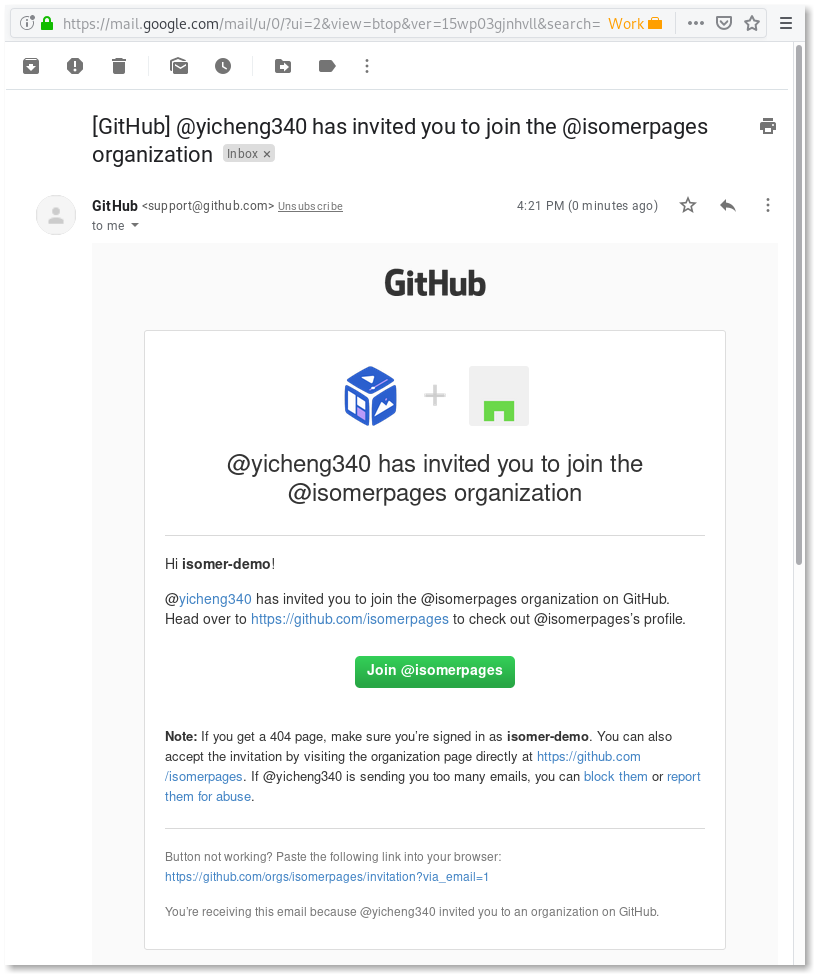 https://mail.google.com/mail/u/0/?ui=2&view=btop&ver=15wp03gjnhvll&search= Work
[GitHub] @yicheng340 has invited you to join the @isomerpages
organization Inbox ×
GitHub <support@github.com> Unsubscribe 4:21 PM (0 minutes ago)
to me
GitHub
@yicheng340 has invited you to join the
@isomerpages organization
Hi isomer-demo!
@yicheng340 has invited you to join the @isomerpages organization on GitHub.
Head over to https://github.com/isomerpages to check out @isomerpages's profile.
Join @isomerpages
Note: If you get a 404 page, make sure you're signed in as isomer-demo. You can also
accept the invitation by visiting the organization page directly at https://github.com
/isomerpages. If @yicheng340 is sending you too many emails, you can block them or report
them for abuse.
Button not working? Paste the following link into your browser:
https://github.com/orgs/isomerpages/invitation?via_email=1
You're receiving this email because @yicheng340 invited you to an organization on GitHub.